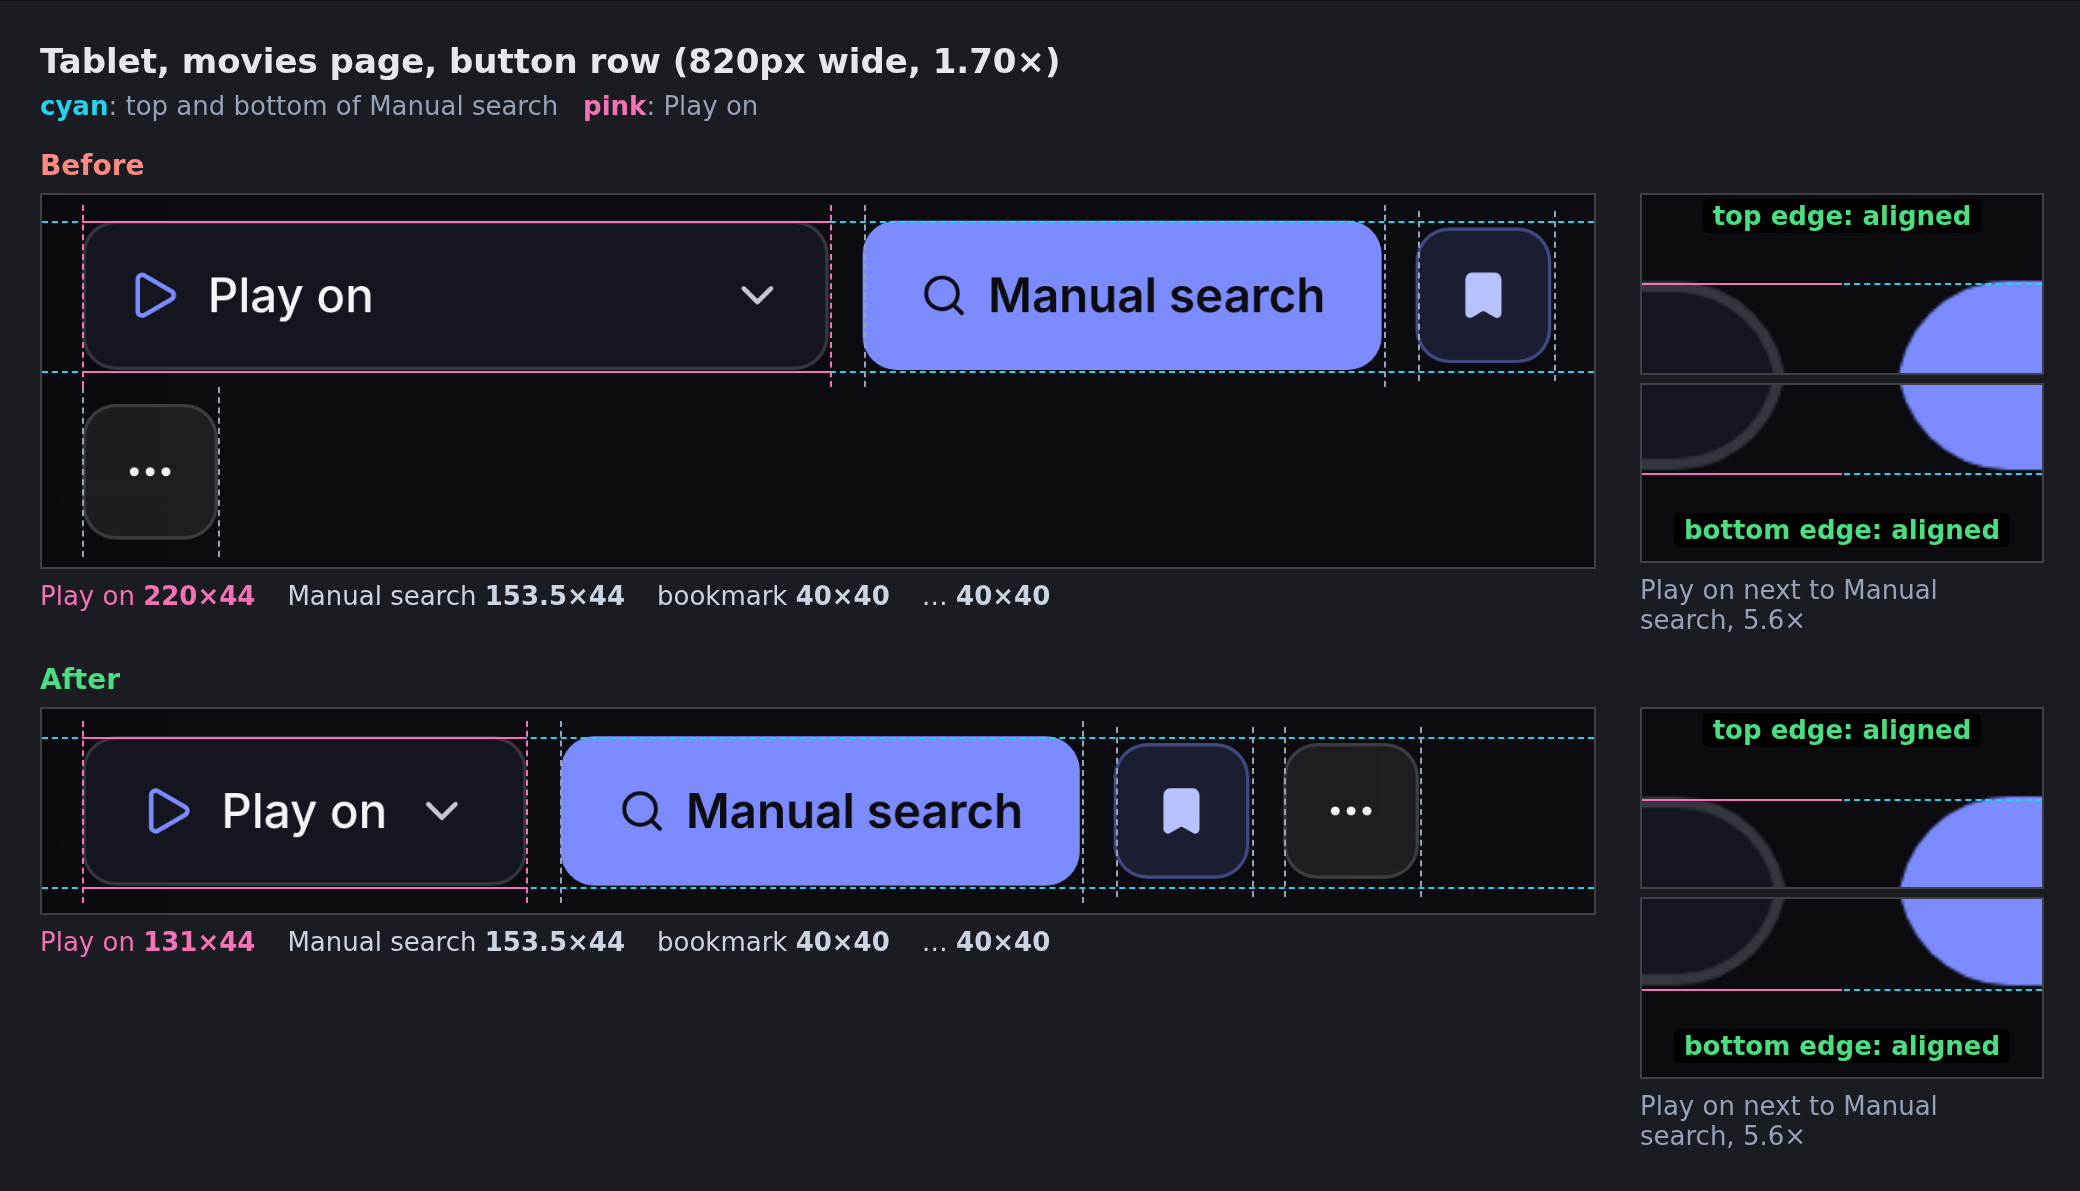 Tablet, movies page, button row (820px wide, 1.70×)
cyan: top and bottom of Manual search pink: Play on
Before
Play on
Manual search
...
top edge: aligned
bottom edge: aligned
Play on 220×44 Manual search 153.5×44 bookmark 40×40 … 40×40
Play on next to Manual
search, 5.6×
After
Play on
Manual search
...
top edge: aligned
bottom edge: aligned
Play on 131×44 Manual search 153.5×44 bookmark 40×40 … 40×40
Play on next to Manual
search, 5.6×